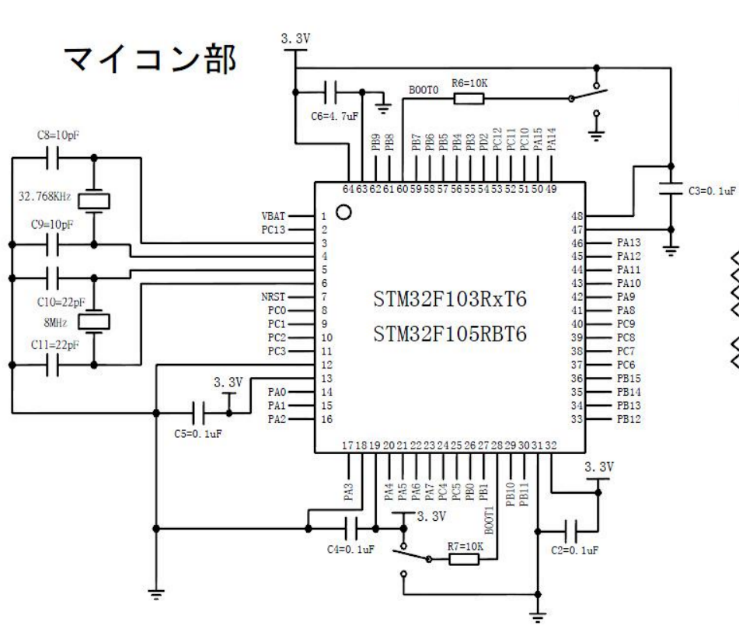 マイコン部
3.3V
C6=4.7uF
BOOT0
R6=10K
C3=0.1uF
C8=10pF
32.768KHz
C9=10pF
C10=22pF
8MHz
C11=22pF
PB9
PB8
PB7
PB6
PB5
PB4
PB3
PD2
PC12
PC11
PC10
PA15
PA14
64 63 62 61 60 59 58 57 56 55 54 53 52 51 50 49
VBAT 1
PC13 2
3
4
5
6
NRST 7
PC0 8
PC1 9
PC2 10
PC3 11
12
13
PA0 14
PA1 15
PA2 16
STM32F103RxT6
STM32F105RBT6
48
47
46 PA13
45 PA12
44 PA11
43 PA10
42 PA9
41 PA8
40 PC9
39 PC8
38 PC7
37 PC6
36 PB15
35 PB14
34 PB13
33 PB12
3.3V
C5=0.1uF
17 18 19 20 21 22 23 24 25 26 27 28 29 30 31 32
PA3
PA4
PA5
PA6
PA7
PC4
PC5
PB0
PB1
BOOT1
PB10
PB11
3.3V
C4=0.1uF
R7=10K
3.3V
C2=0.1uF